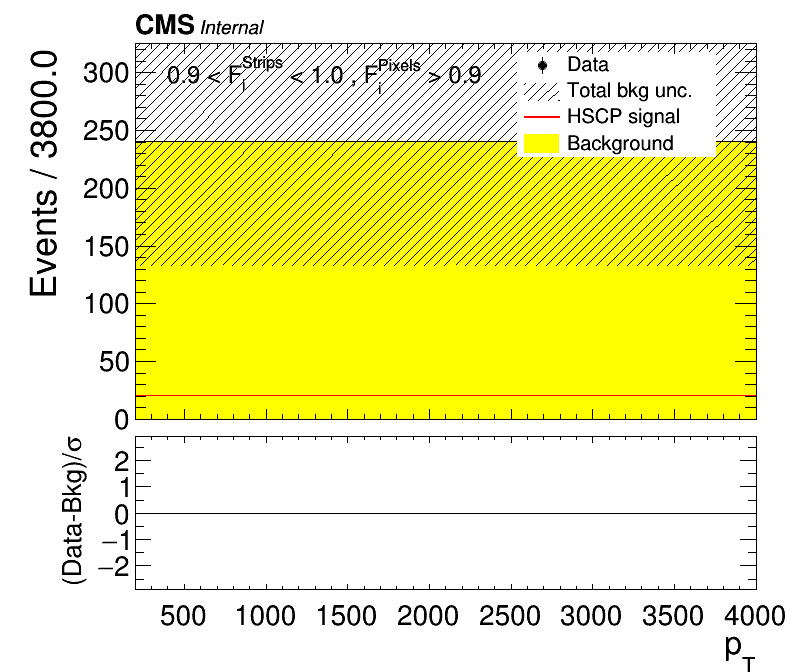 CMS Internal
0.9 < F_i^Strips < 1.0 , F_i^Pixels > 0.9
Data
Total bkg unc.
HSCP signal
Background
Events / 3800.0
300
250
200
150
100
50
0
(Data-Bkg)/σ
2
1
0
−1
−2
500 1000 1500 2000 2500 3000 3500 4000
p_T